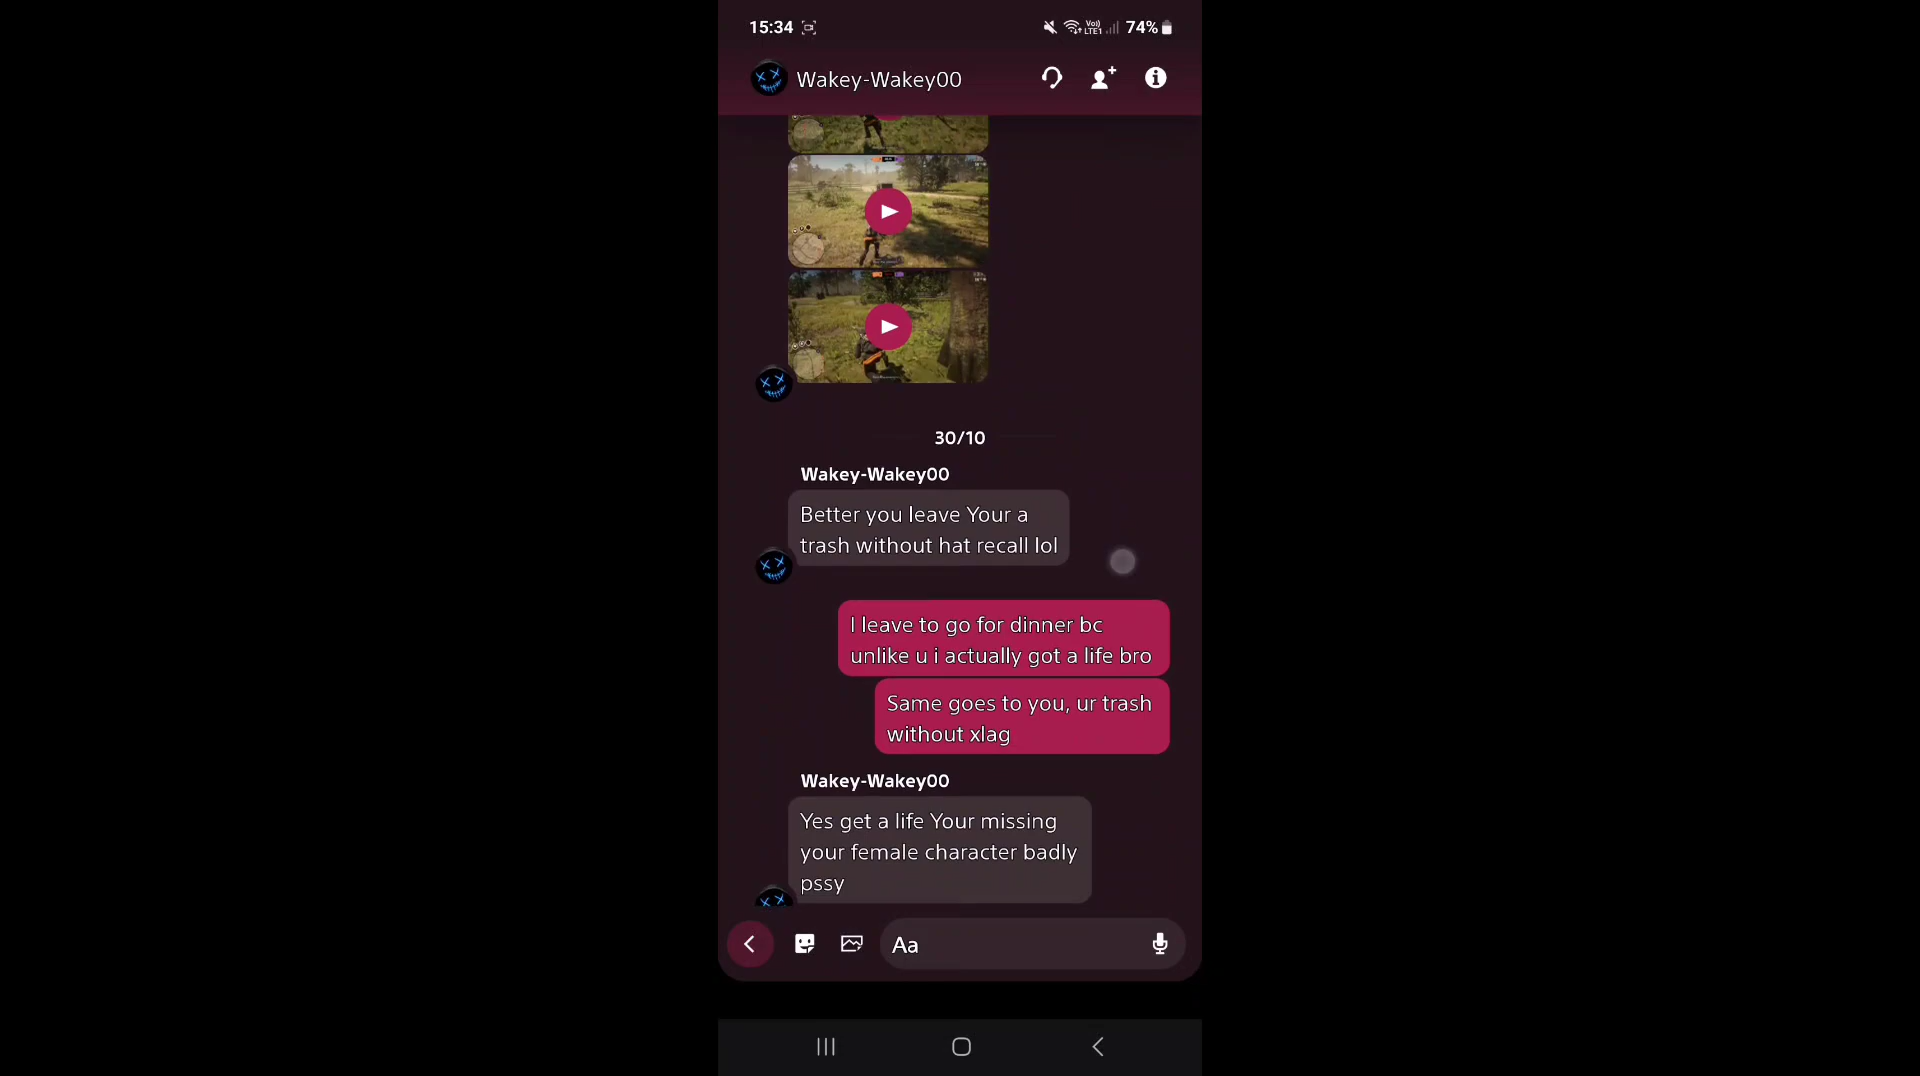 15:34
Vo)) LTE1 74%
Wakey-Wakey00
30/10
Wakey-Wakey00
Better you leave Your a
trash without hat recall lol
I leave to go for dinner bc
unlike u i actually got a life bro
Same goes to you, ur trash
without xlag
Wakey-Wakey00
Yes get a life Your missing
your female character badly
pssy
Aa